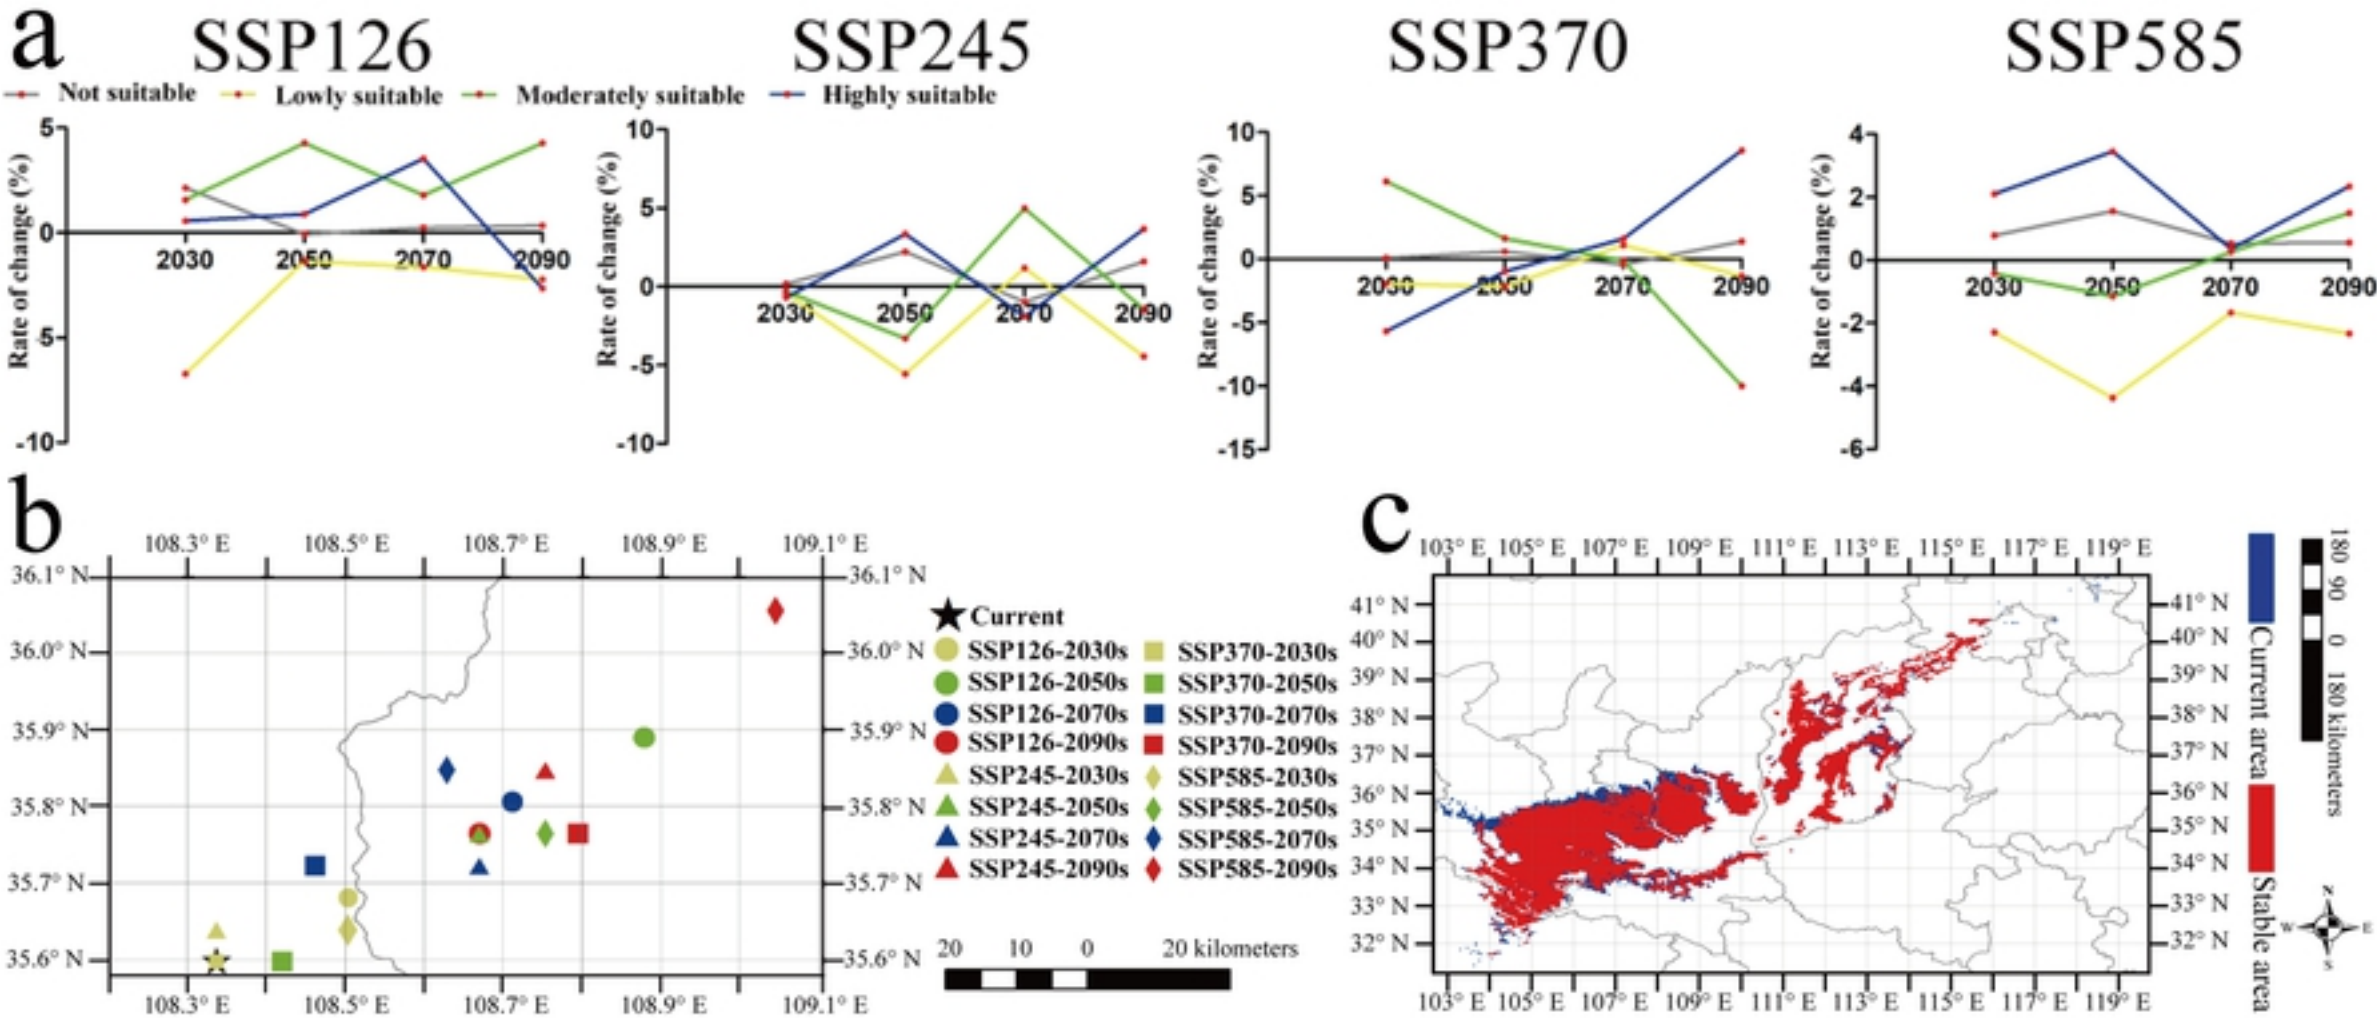 a SSP126 SSP245 SSP370 SSP585
Not suitable Lowly suitable Moderately suitable Highly suitable
Rate of change (%)
5
0
-5
-10
2030 2050 2070 2090
Rate of change (%)
10
5
0
-5
-10
2030 2050 2070 2090
Rate of change (%)
10
5
0
-5
-10
-15
2030 2050 2070 2090
Rate of change (%)
4
2
0
-2
-4
-6
2030 2050 2070 2090
b
108.3° E 108.5° E 108.7° E 108.9° E 109.1° E
36.1° N 36.1° N
36.0° N 36.0° N
35.9° N 35.9° N
35.8° N 35.8° N
35.7° N 35.7° N
35.6° N 35.6° N
108.3° E 108.5° E 108.7° E 108.9° E 109.1° E
Current
SSP126-2030s SSP370-2030s
SSP126-2050s SSP370-2050s
SSP126-2070s SSP370-2070s
SSP126-2090s SSP370-2090s
SSP245-2030s SSP585-2030s
SSP245-2050s SSP585-2050s
SSP245-2070s SSP585-2070s
SSP245-2090s SSP585-2090s
20 10 0 20 kilometers
c
103° E 105° E 107° E 109° E 111° E 113° E 115° E 117° E 119° E
41° N 41° N
40° N 40° N
39° N 39° N
38° N 38° N
37° N 37° N
36° N 36° N
35° N 35° N
34° N 34° N
33° N 33° N
32° N 32° N
103° E 105° E 107° E 109° E 111° E 113° E 115° E 117° E 119° E
Current area
Stable area
180 90 0 180 kilometers
N
W E
S